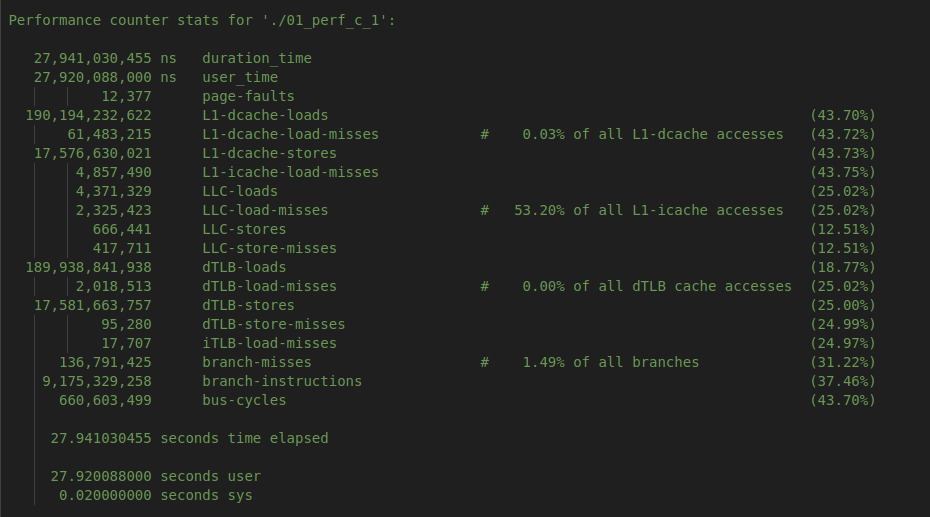 Performance counter stats for './01_perf_c_1':
27,941,030,455 ns duration_time
27,920,088,000 ns user_time
12,377 page-faults
190,194,232,622 L1-dcache-loads (43.70%)
61,483,215 L1-dcache-load-misses # 0.03% of all L1-dcache accesses (43.72%)
17,576,630,021 L1-dcache-stores (43.73%)
4,857,490 L1-icache-load-misses (43.75%)
4,371,329 LLC-loads (25.02%)
2,325,423 LLC-load-misses # 53.20% of all L1-icache accesses (25.02%)
666,441 LLC-stores (12.51%)
417,711 LLC-store-misses (12.51%)
189,938,841,938 dTLB-loads (18.77%)
2,018,513 dTLB-load-misses # 0.00% of all dTLB cache accesses (25.02%)
17,581,663,757 dTLB-stores (25.00%)
95,280 dTLB-store-misses (24.99%)
17,707 iTLB-load-misses (24.97%)
136,791,425 branch-misses # 1.49% of all branches (31.22%)
9,175,329,258 branch-instructions (37.46%)
660,603,499 bus-cycles (43.70%)
27.941030455 seconds time elapsed
27.920088000 seconds user
0.020000000 seconds sys